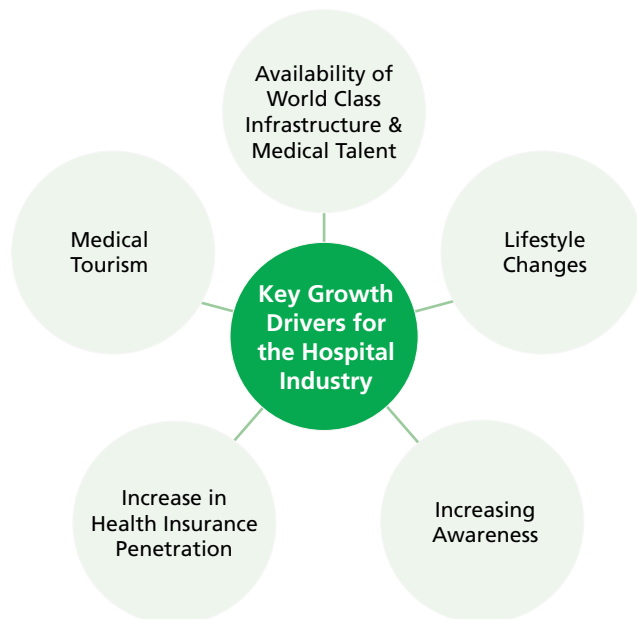 Availability of
World Class
Infrastructure &
Medical Talent
Medical
Tourism
Lifestyle
Changes
Key Growth
Drivers for
the Hospital
Industry
Increase in
Health Insurance
Penetration
Increasing
Awareness